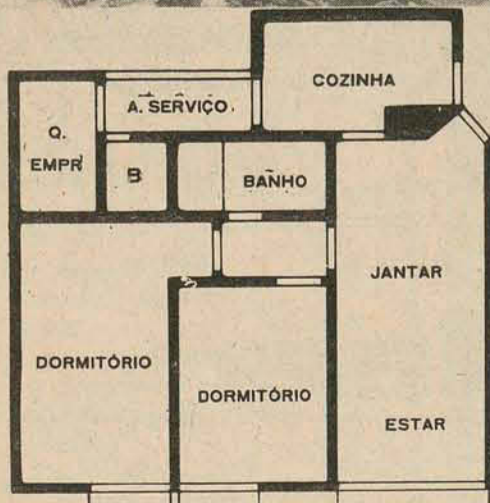 COZINHA
A. SERVIÇO
Q.
EMPR
B
BANHO
JANTAR
DORMITÓRIO
DORMITÓRIO
ESTAR